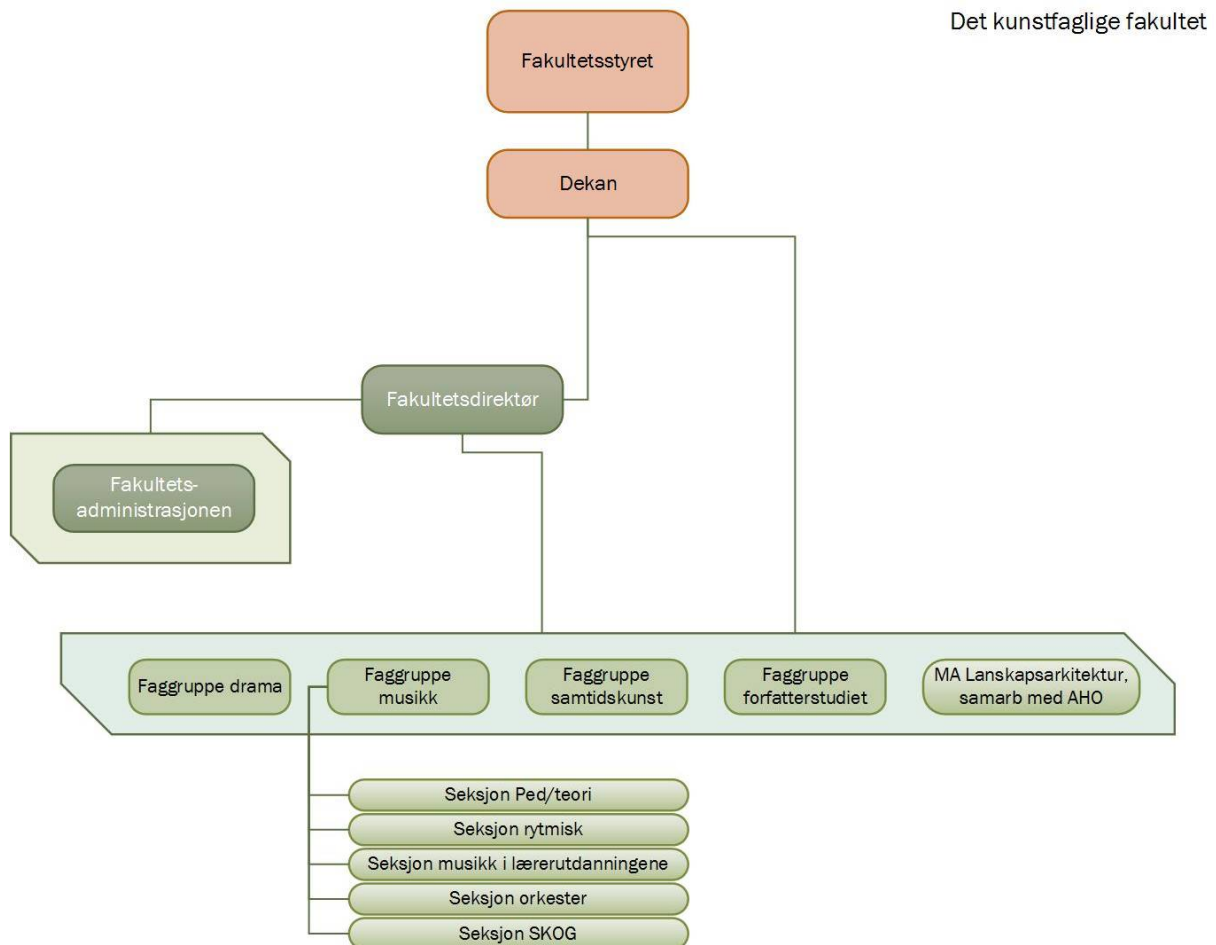 Det kunstfaglige fakultet
Fakultetsstyret
Dekan
Fakultetsdirektør
Fakultets-
administrasjonen
Faggruppe drama
Faggruppe
musikk
Faggruppe
samtidskunst
Faggruppe
forfatterstudiet
MA Lanskapsarkitektur,
samarb med AHO
Seksjon Ped/teori
Seksjon rytmisk
Seksjon musikk i lærerutdanningene
Seksjon orkester
Seksjon SKOG